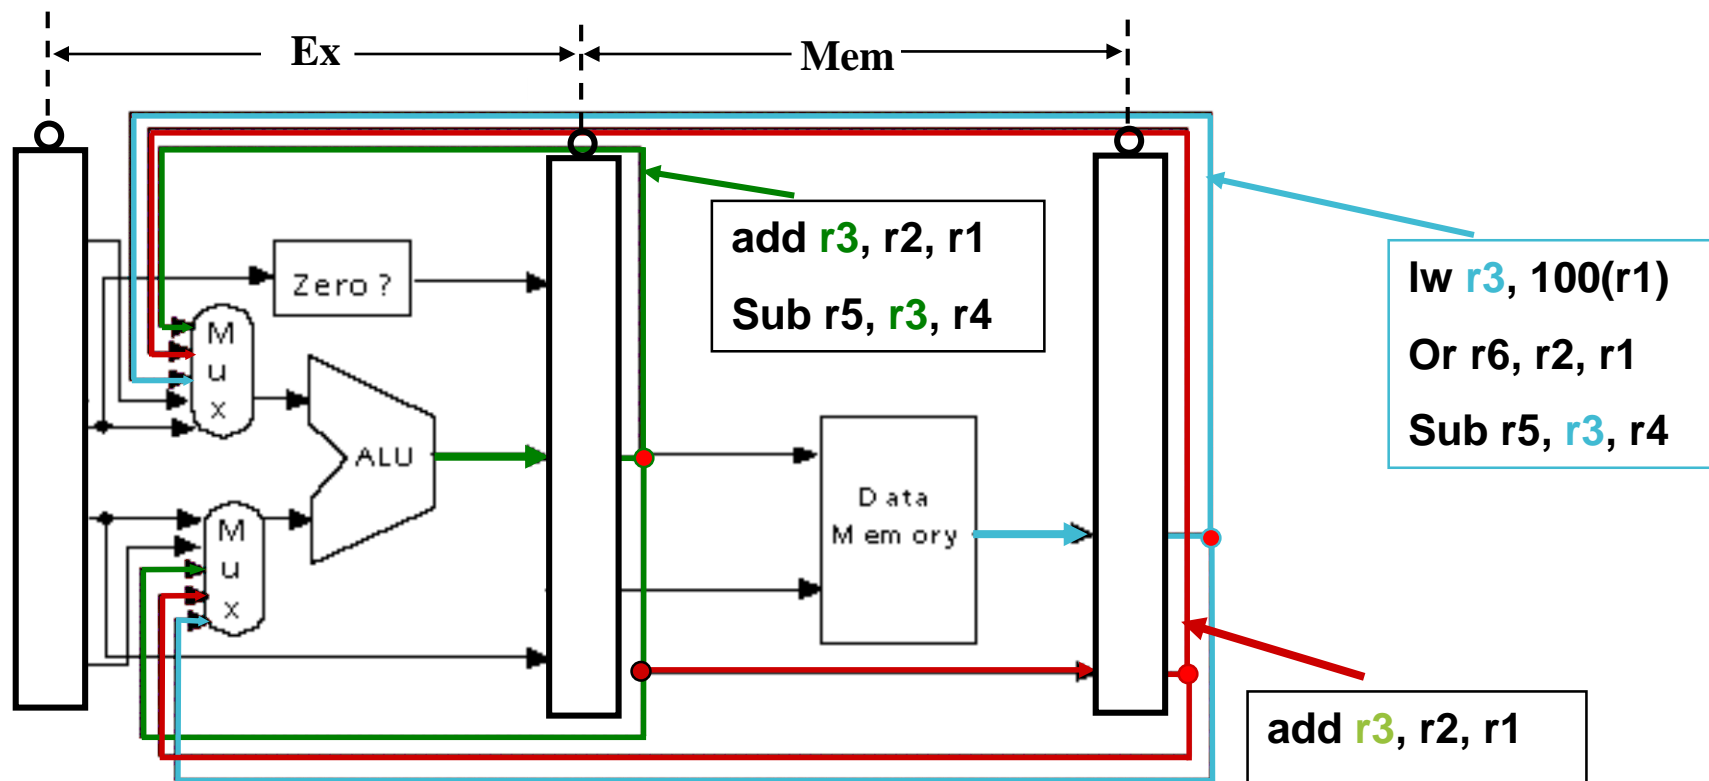 Ex
Mem
add r3, r2, r1
Sub r5, r3, r4
lw r3, 100(r1)
Or r6, r2, r1
Sub r5, r3, r4
Zero ?
M
u
x
ALU
M
u
x
Data
Memory
add r3, r2, r1